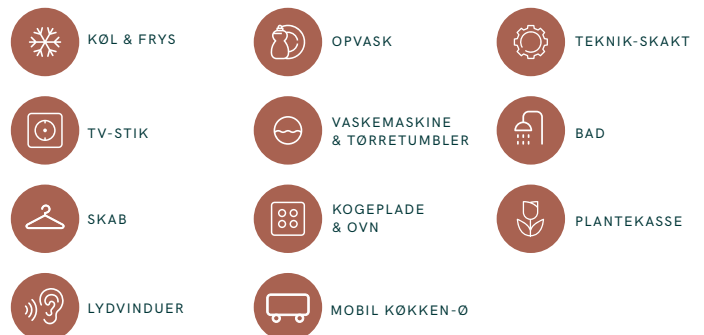 KØL & FRYS
OPVASK
TEKNIK-SKAKT
TV-STIK
VASKEMASKINE
& TØRRETUMBLER
BAD
SKAB
KOGEPLADE
& OVN
PLANTEKASSE
LYDVINDUER
MOBIL KØKKEN-Ø